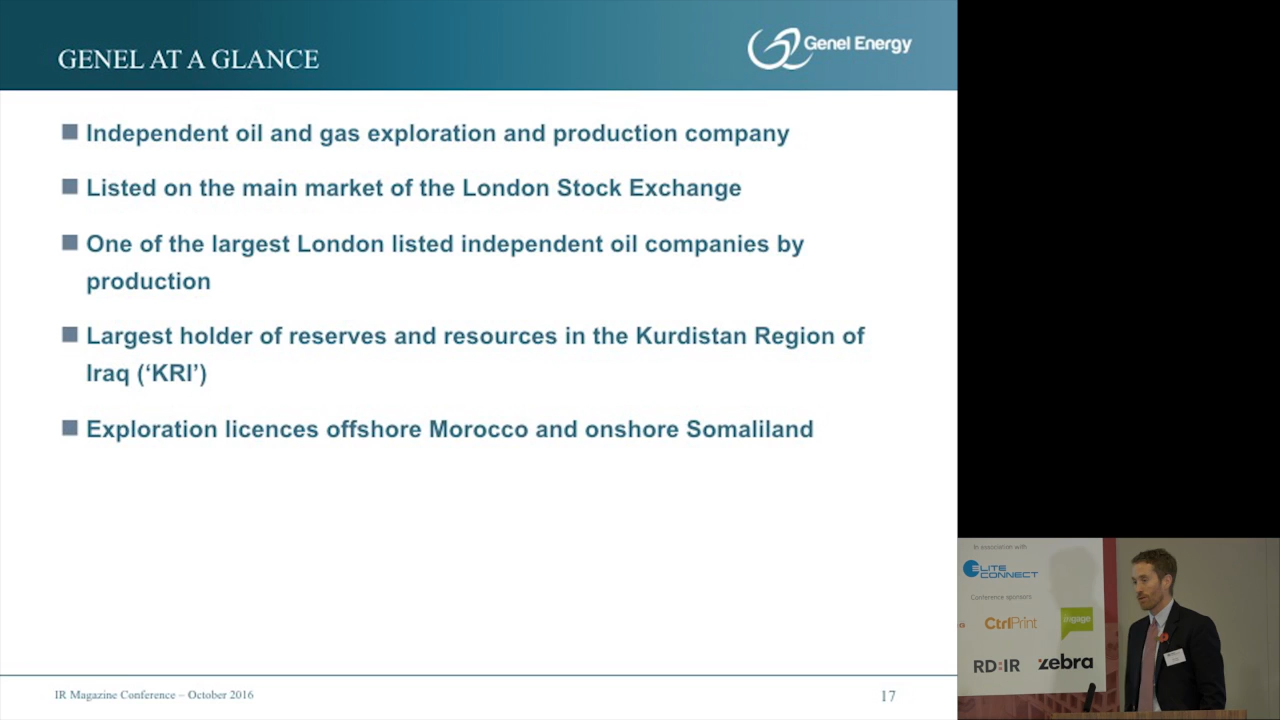 GENEL AT A GLANCE
Genel Energy
Independent oil and gas exploration and production company
Listed on the main market of the London Stock Exchange
One of the largest London listed independent oil companies by
production
Largest holder of reserves and resources in the Kurdistan Region of
Iraq (‘KRI’)
Exploration licences offshore Morocco and onshore Somaliland
IR Magazine Conference – October 2016
17
In association with
ELITE
CONNECT
Conference sponsors
G
CtrlPrint
ingage
RD:IR
zebra